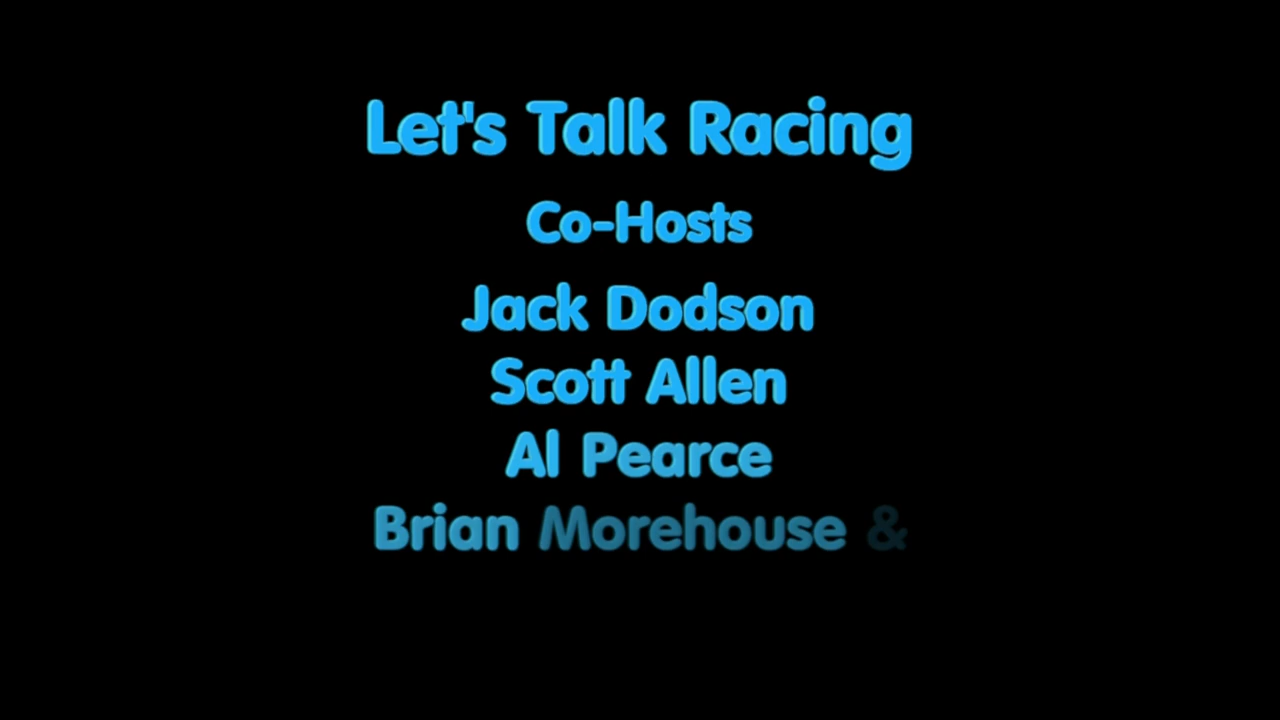 Let's Talk Racing
Co-Hosts
Jack Dodson
Scott Allen
Al Pearce
Brian Morehouse &